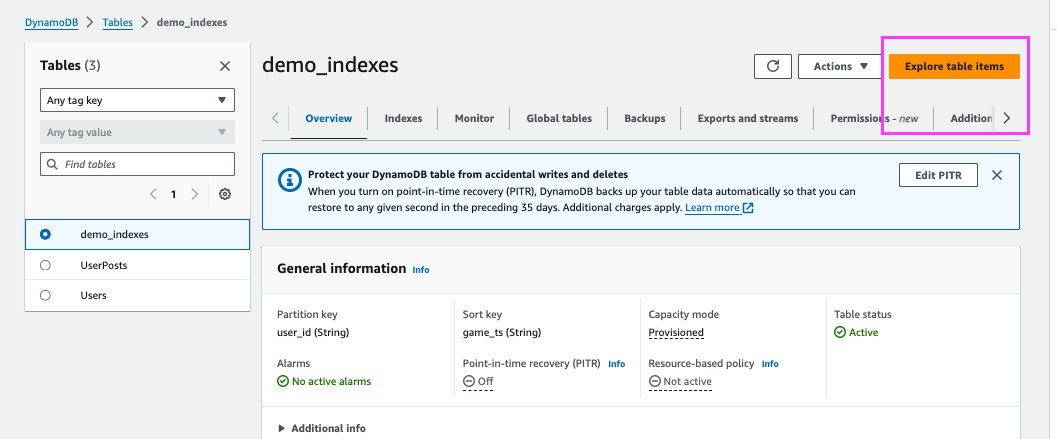 DynamoDB > Tables > demo_indexes
Tables (3)
Any tag key
Any tag value
Find tables
1
demo_indexes
UserPosts
Users
demo_indexes
Actions
Explore table items
Overview
Indexes
Monitor
Global tables
Backups
Exports and streams
Permissions - new
Addition
Protect your DynamoDB table from accidental writes and deletes
When you turn on point-in-time recovery (PITR), DynamoDB backs up your table data automatically so that you can
restore to any given second in the preceding 35 days. Additional charges apply. Learn more
Edit PITR
General information Info
Partition key
user_id (String)
Sort key
game_ts (String)
Capacity mode
Provisioned
Table status
Active
Alarms
No active alarms
Point-in-time recovery (PITR) Info
Off
Resource-based policy Info
Not active
Additional info